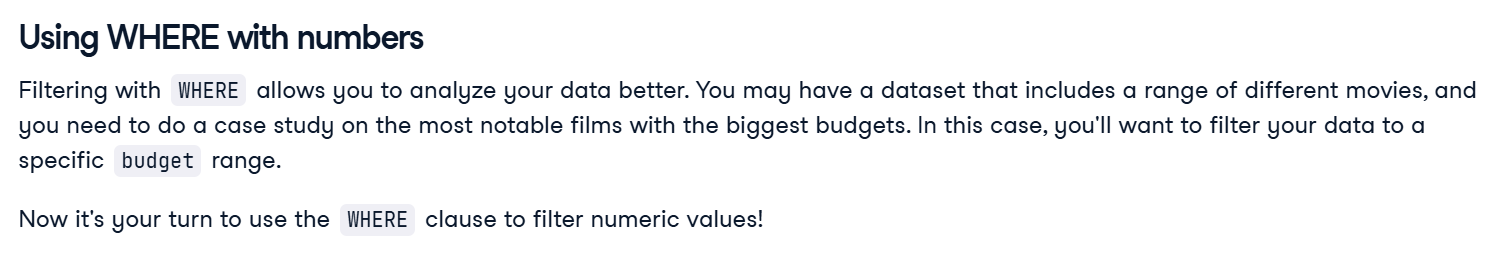 Using WHERE with numbers
Filtering with WHERE allows you to analyze your data better. You may have a dataset that includes a range of different movies, and
you need to do a case study on the most notable films with the biggest budgets. In this case, you'll want to filter your data to a
specific budget range.
Now it's your turn to use the WHERE clause to filter numeric values!